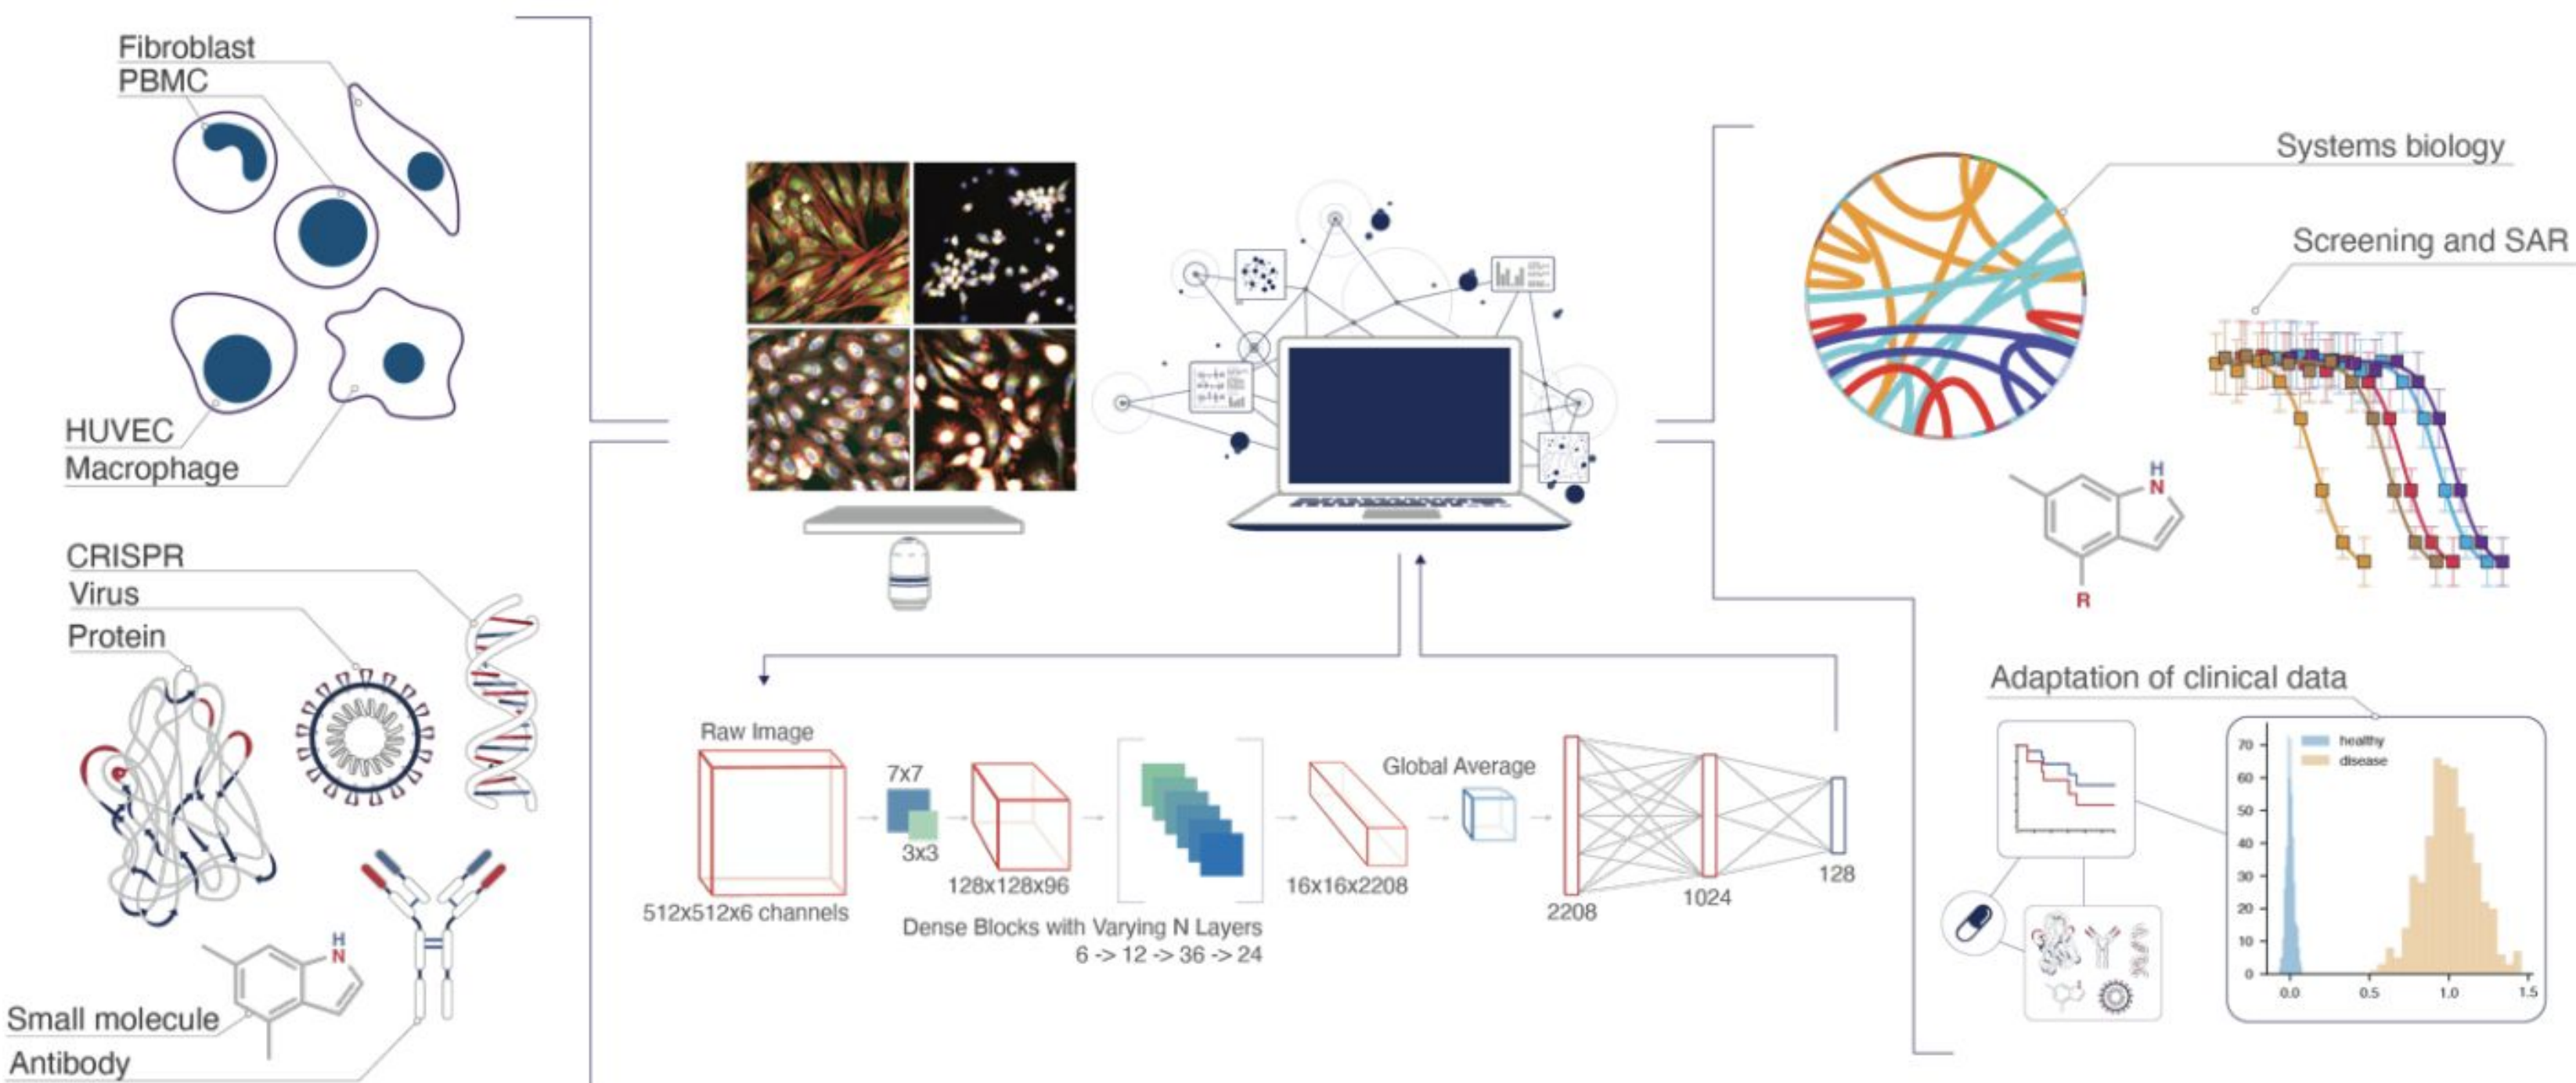 Fibroblast
PBMC
HUVEC
Macrophage
CRISPR
Virus
Protein
Small molecule
H
N
Antibody
Raw Image
512x512x6 channels
7x7
3x3
128x128x96
Dense Blocks with Varying N Layers
6 -> 12 -> 36 -> 24
16x16x2208
Global Average
2208
1024
128
Systems biology
Screening and SAR
H
N
R
Adaptation of clinical data
healthy
disease
70
60
50
40
30
20
10
0
0.0 0.5 1.0 1.5